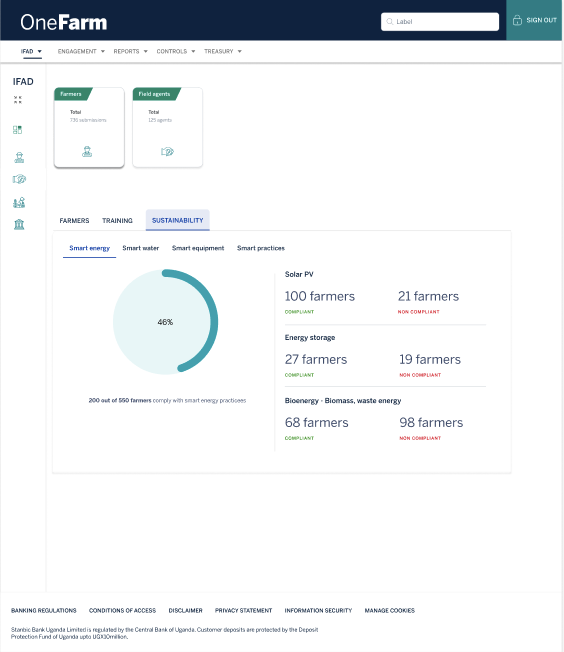 OneFarm
Label
SIGN OUT
IFAD ENGAGEMENT REPORTS CONTROLS TREASURY
IFAD
Farmers
Total
736 submissions
Field agents
Total
125 agents
FARMERS TRAINING SUSTAINABILITY
Smart energy Smart water Smart equipment Smart practices
46%
200 out of 550 farmers comply with smart energy practicees
Solar PV
100 farmers 21 farmers
COMPLIANT NON COMPLIANT
Energy storage
27 farmers 19 farmers
COMPLIANT NON COMPLIANT
Bioenergy - Biomass, waste energy
68 farmers 98 farmers
COMPLIANT NON COMPLIANT
BANKING REGULATIONS CONDITIONS OF ACCESS DISCLAIMER PRIVACY STATEMENT INFORMATION SECURITY MANAGE COOKIES
Stanbic Bank Uganda Limited is regulated by the Central Bank of Uganda. Customer deposits are protected by the Deposit
Protection Fund of Uganda upto UGX10million.